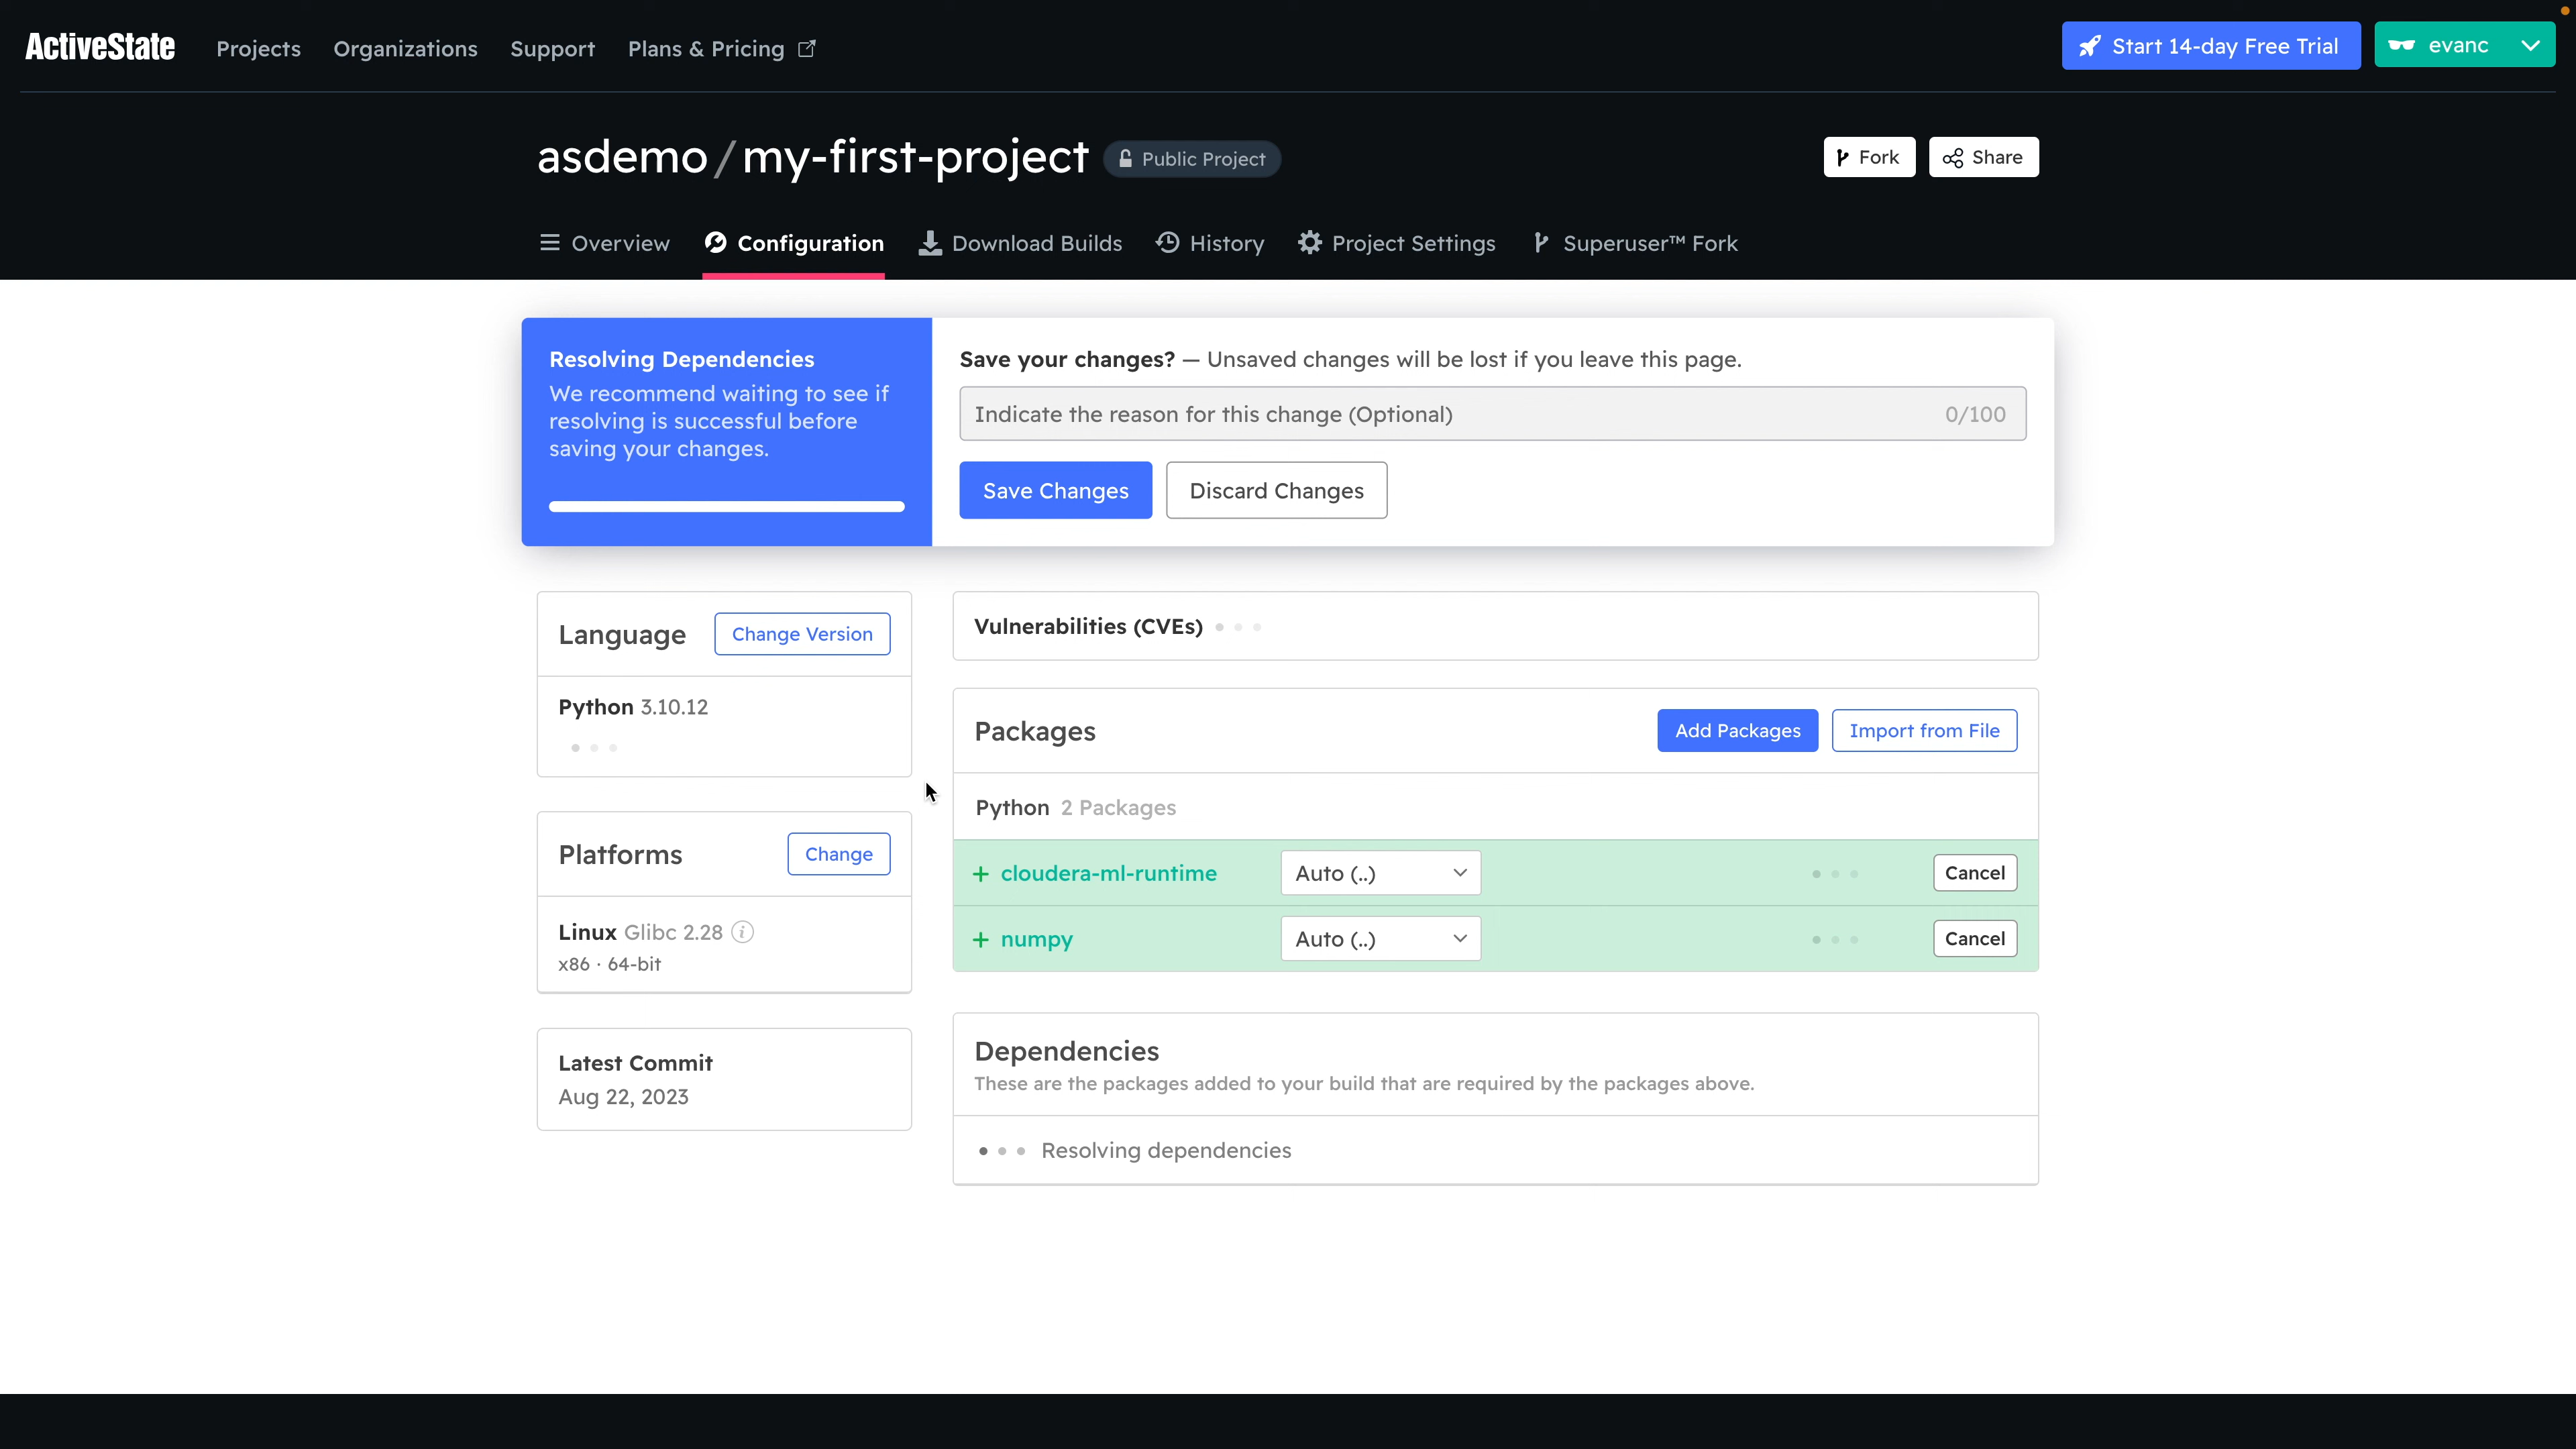 ActiveState
Projects
Organizations
Support
Plans & Pricing
Start 14-day Free Trial
evanc
asdemo/my-first-project
Public Project
Fork
Share
Overview
Configuration
Download Builds
History
Project Settings
Superuser™ Fork
Resolving Dependencies
We recommend waiting to see if
resolving is successful before
saving your changes.
Save your changes? — Unsaved changes will be lost if you leave this page.
Indicate the reason for this change (Optional)
0/100
Save Changes
Discard Changes
Language
Change Version
Python 3.10.12
Platforms
Change
Linux Glibc 2.28
x86 · 64-bit
Latest Commit
Aug 22, 2023
Vulnerabilities (CVEs)
Packages
Add Packages
Import from File
Python 2 Packages
+ cloudera-ml-runtime
Auto (..)
Cancel
+ numpy
Auto (..)
Cancel
Dependencies
These are the packages added to your build that are required by the packages above.
Resolving dependencies